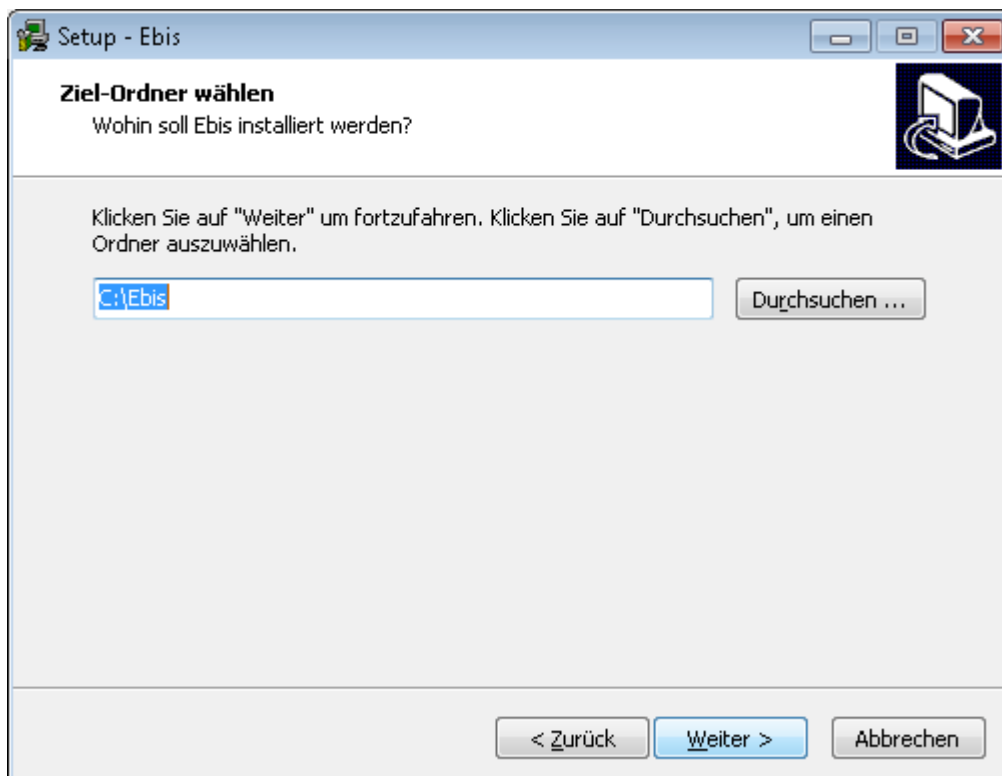 Setup - Ebis
Ziel-Ordner wählen
Wohin soll Ebis installiert werden?
Klicken Sie auf "Weiter" um fortzufahren. Klicken Sie auf "Durchsuchen", um einen
Ordner auszuwählen.
C:\Ebis
Durchsuchen ...
< Zurück
Weiter >
Abbrechen